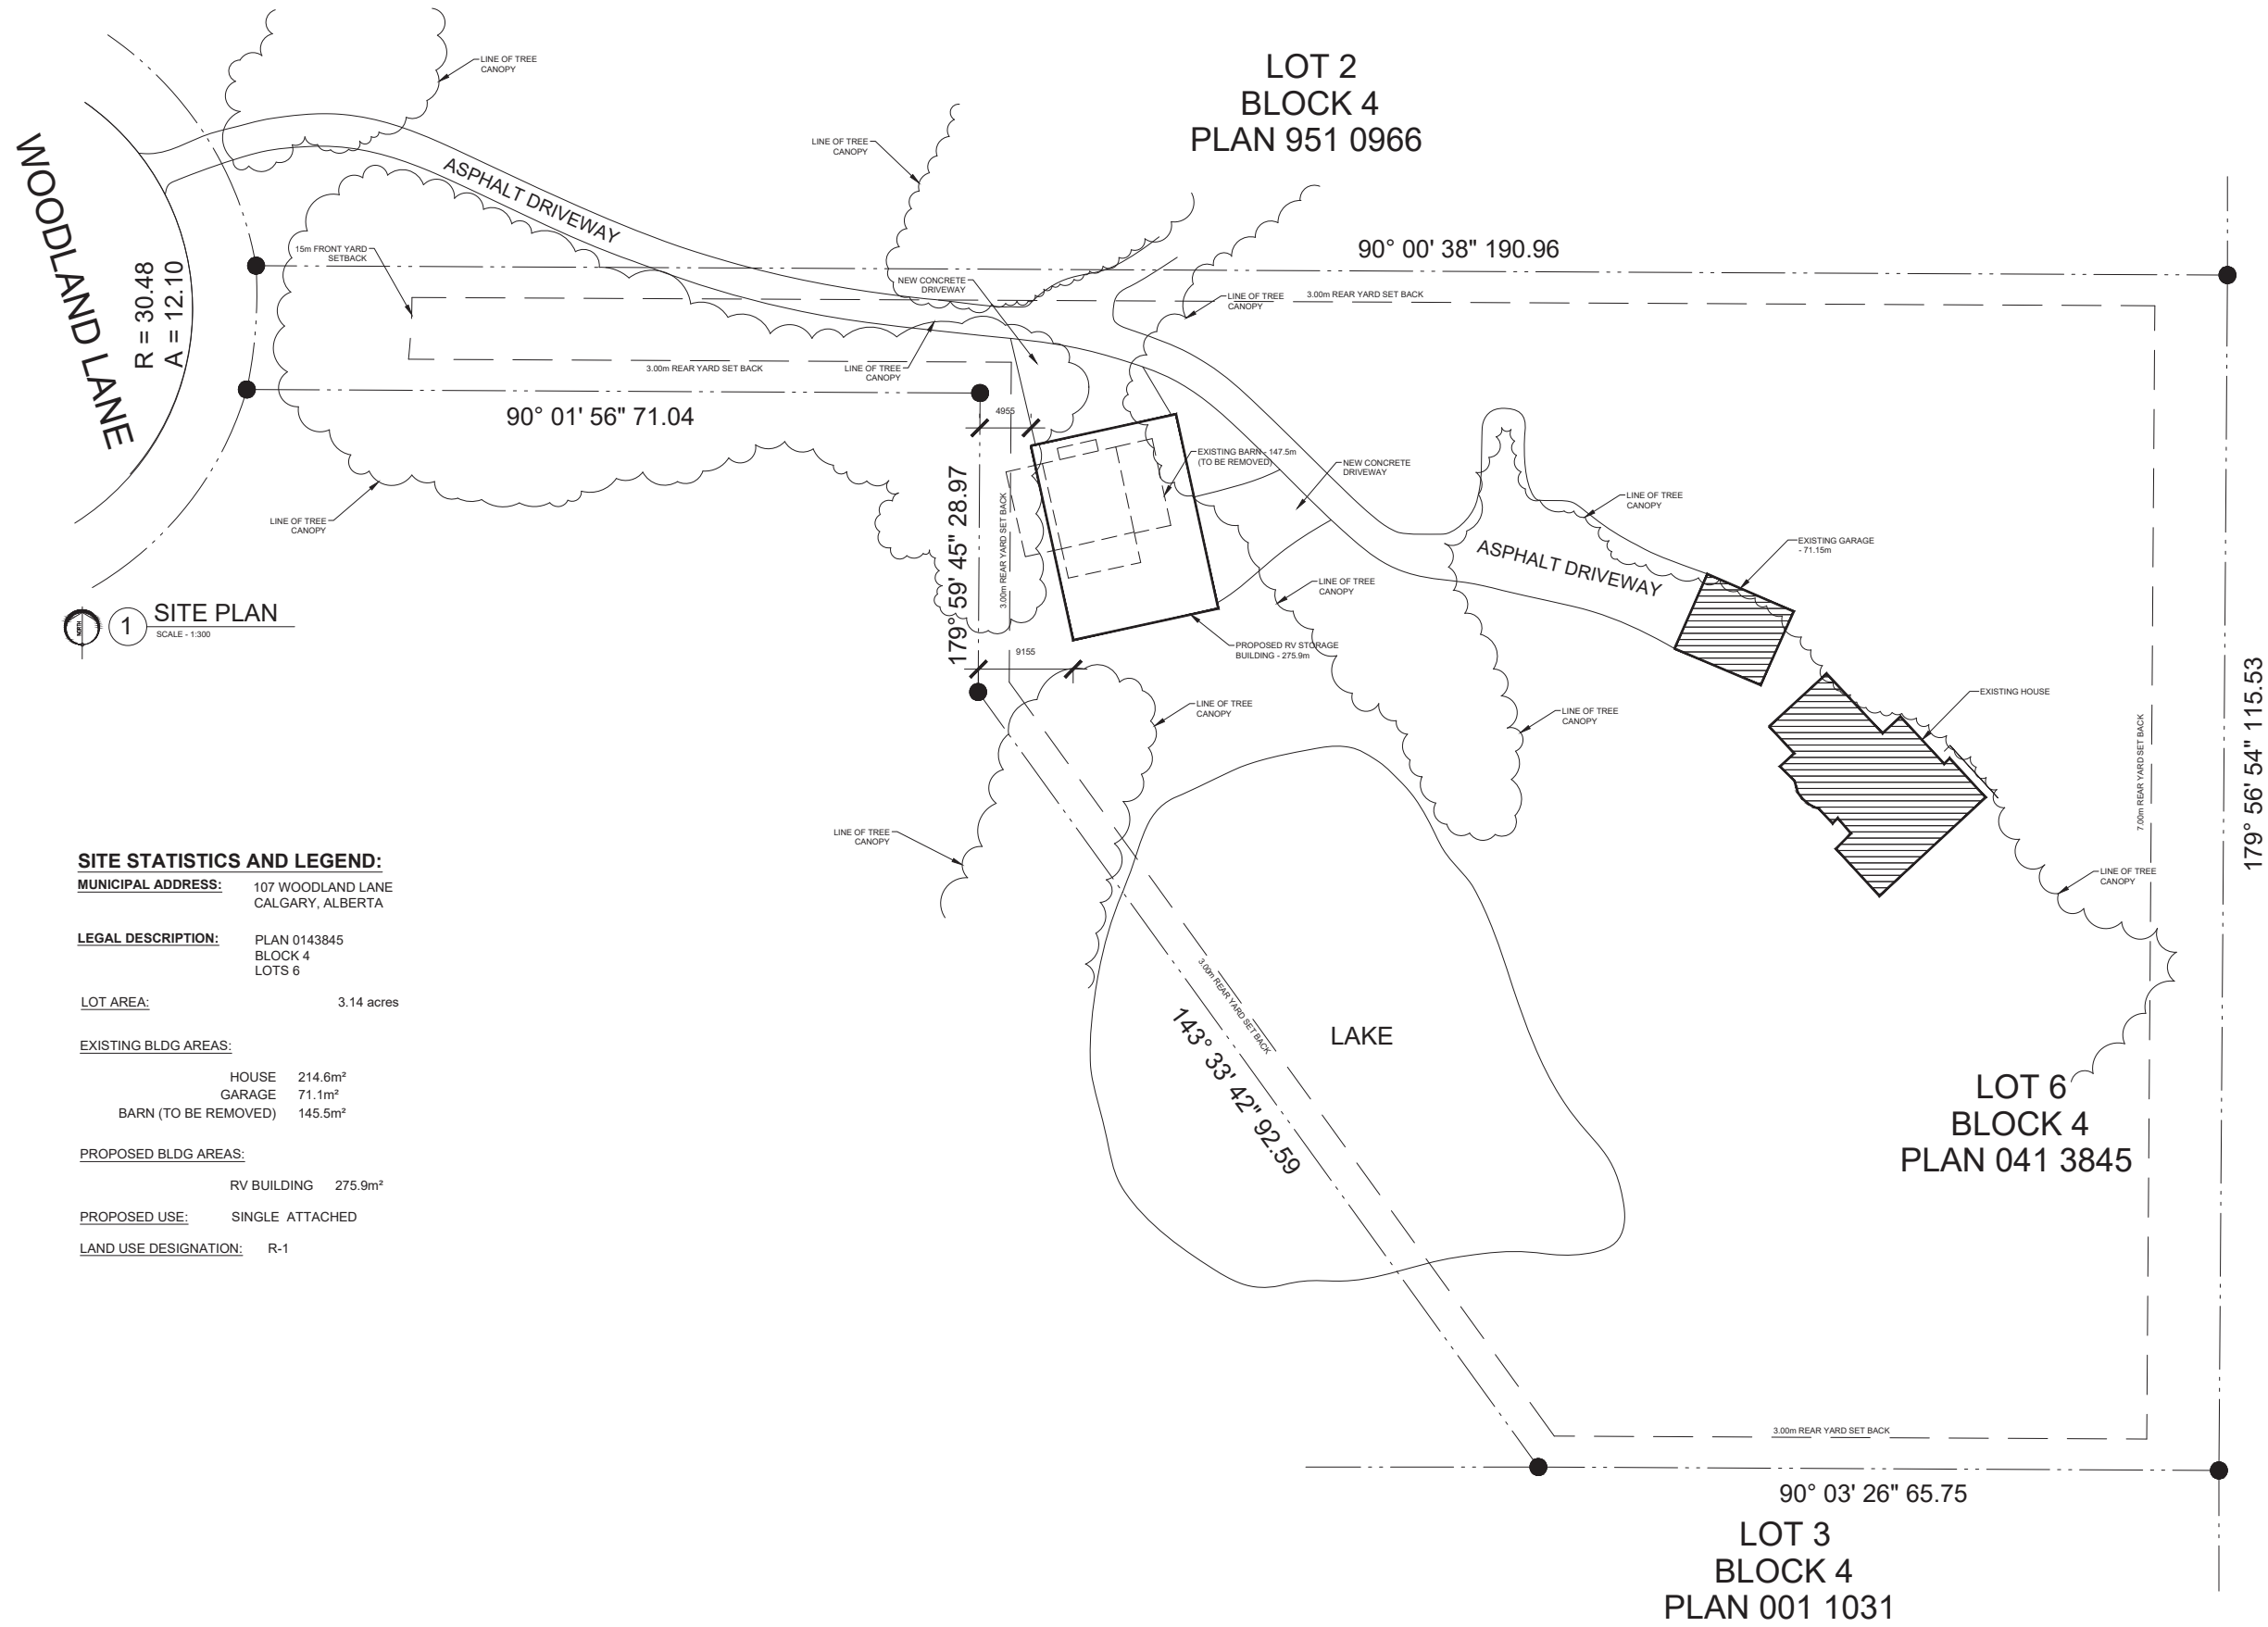 LINE OF TREE
CANOPY
LOT 2
BLOCK 4
PLAN 951 0966
LINE OF TREE
CANOPY
WOODLAND LANE
R = 30.48
A = 12.10
ASPHALT DRIVEWAY
15m FRONT YARD
SETBACK
90° 00' 38" 190.96
NEW CONCRETE
DRIVEWAY
LINE OF TREE
CANOPY
3.00m REAR YARD SET BACK
3.00m REAR YARD SET BACK
LINE OF TREE
CANOPY
90° 01' 56" 71.04
4955
EXISTING BARN - 147.5m
(TO BE REMOVED)
NEW CONCRETE
DRIVEWAY
LINE OF TREE
CANOPY
LINE OF TREE
CANOPY
179° 59' 45" 28.97
3.00m REAR YARD SET BACK
EXISTING GARAGE
- 71.15m
ASPHALT DRIVEWAY
LINE OF TREE
CANOPY
NORTH
1
SITE PLAN
SCALE - 1:300
PROPOSED RV STORAGE
BUILDING - 275.9m
9155
EXISTING HOUSE
LINE OF TREE
CANOPY
LINE OF TREE
CANOPY
7.00m REAR YARD SET BACK
179° 56' 54" 115.53
LINE OF TREE
CANOPY
LINE OF TREE
CANOPY
SITE STATISTICS AND LEGEND:
MUNICIPAL ADDRESS: 107 WOODLAND LANE
CALGARY, ALBERTA
LEGAL DESCRIPTION: PLAN 0143845
BLOCK 4
LOTS 6
LOT AREA: 3.14 acres
EXISTING BLDG AREAS:
HOUSE 214.6m²
GARAGE 71.1m²
BARN (TO BE REMOVED) 145.5m²
PROPOSED BLDG AREAS:
RV BUILDING 275.9m²
PROPOSED USE: SINGLE ATTACHED
LAND USE DESIGNATION: R-1
3.00m REAR YARD SET BACK
143° 33' 42" 92.59
LAKE
LOT 6
BLOCK 4
PLAN 041 3845
3.00m REAR YARD SET BACK
90° 03' 26" 65.75
LOT 3
BLOCK 4
PLAN 001 1031